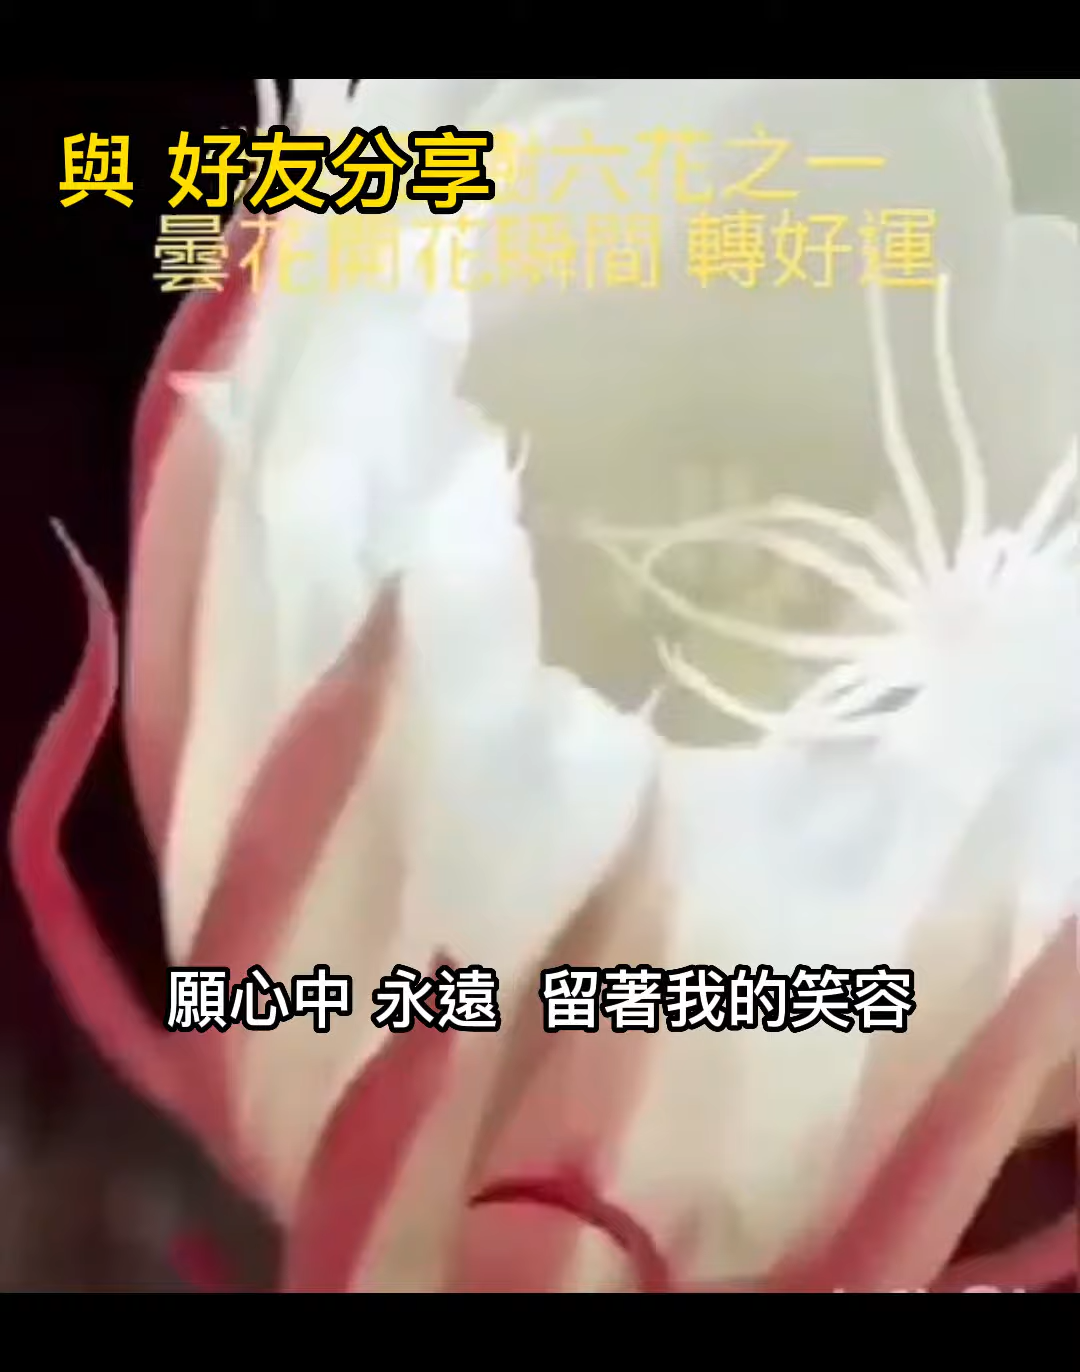 與 好友分享
樹六花之一
曇花開花瞬間 轉好運
願心中 永遠 留著我的笑容